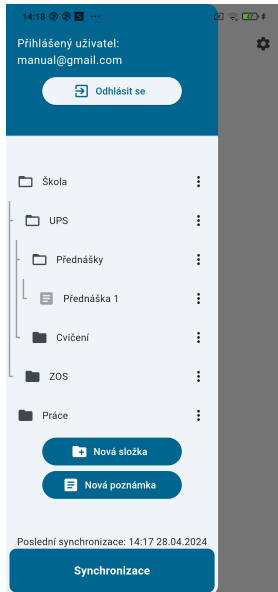 14:18
Přihlášený uživatel:
manual@gmail.com
Odhlásit se
Škola
UPS
Přednášky
Přednáška 1
Cvičení
ZOS
Práce
Nová složka
Nová poznámka
Poslední synchronizace: 14:17 28.04.2024
Synchronizace